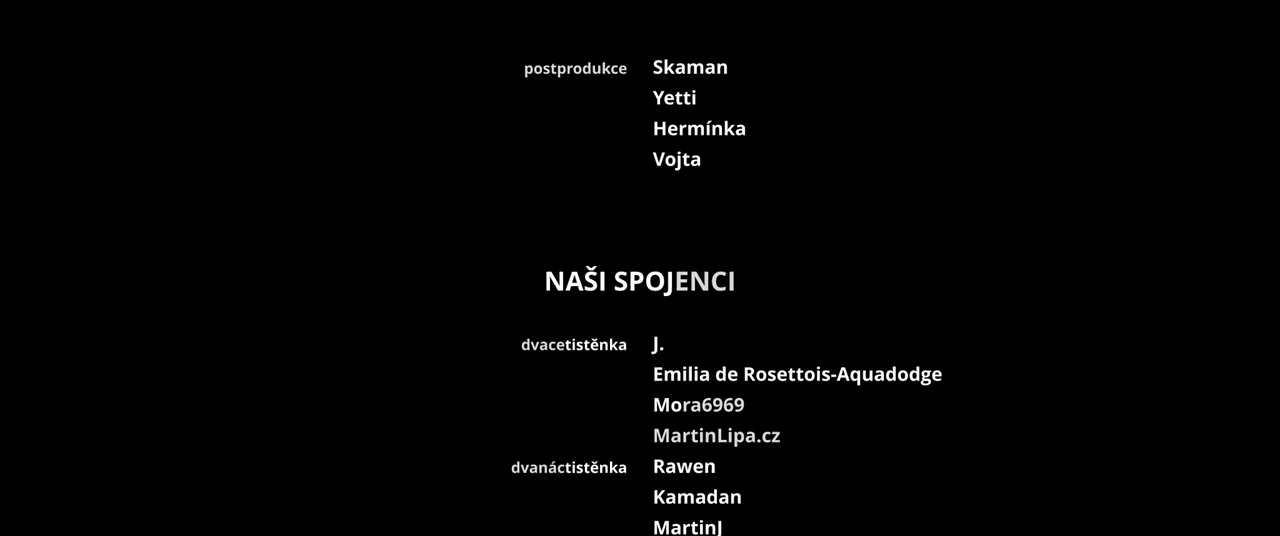 postprodukce Skaman
Yetti
Hermínka
Vojta
NAŠI SPOJENCI
dvacetistěnka J.
Emilia de Rosettois-Aquadodge
Mora6969
MartinLipa.cz
dvanáctistěnka Rawen
Kamadan
MartinJ